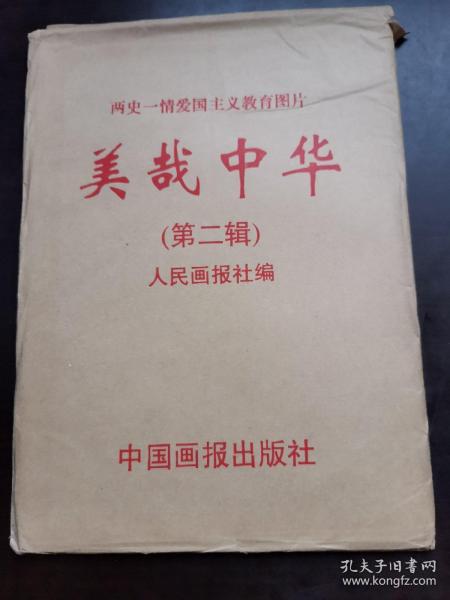 两史一情爱国主义教育图片
美哉中华
(第二辑)
人民画报社编
中国画报出版社
孔夫子旧书网
www.kongfz.com